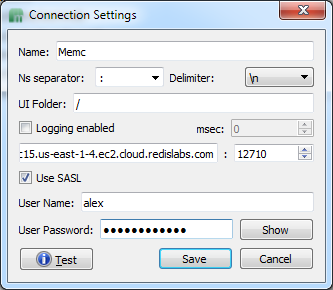 Connection Settings
Name: Memc
Ns separator: : Delimiter: \n
UI Folder: /
Logging enabled msec: 0
:15.us-east-1-4.ec2.cloud.redislabs.com : 12710
Use SASL
User Name: alex
User Password: ●●●●●●●●●●●● Show
Test Save Cancel